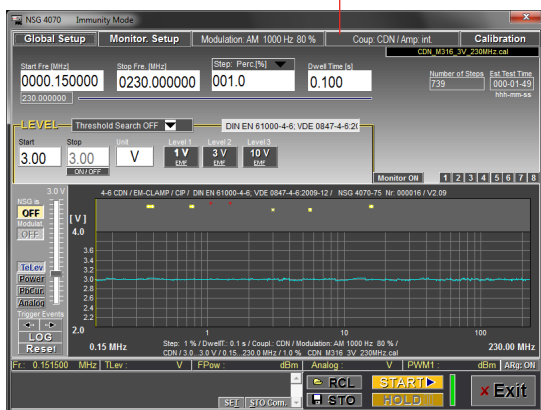 NSG 4070 Immunity Mode
Global Setup Monitor. Setup Modulation: AM 1000 Hz 80 % Coup: CDN / Amp: int. Calibration
CDN_M316_3V_230MHz.cal
Start Fre [MHz] Stop Fre. [MHz] Step: Perc.[%] Dwell Time [s]
0000.150000 0230.000000 001.0 0.100
Number of Steps Est.Test Time
739 000-01-49
hhh-mm-ss
230.000000
LEVEL Threshold Search OFF DIN EN 61000-4-6; VDE 0847-4-6:20
Start Stop Unit Level 1 Level 2 Level 3
3.00 3.00 V 1 V 3 V 10 V
EMF EMF EMF
ON / OFF
Monitor ON 1 2 3 4 5 6 7 8
3.0 V
4-6 CDN / EM-CLAMP / CIP / DIN EN 61000-4-6; VDE 0847-4-6:2009-12 / NSG 4070-75 Nr: 000016 / V2.09
NSG is
OFF
Modulat.
OFF
[V]
4.0
3.6
3.4
3.2
3.0
2.8
2.6
2.4
2.2
2.0
TeLev
Power
PbCur
Analog
Trigger Events
LOG
Reset
1 10 100
0.15 MHz 230.00 MHz
Step: 1 % / DwellT: 0.1 s / Coupl.: CDN / Modulation: AM 1000 Hz 80 % /
CDN / 3.0...3.0 V / 0.15...230.0 MHz / 1.0 % CDN M316 3V 230MHz.cal
Fr.: 0.151500 MHz TLev : V FPow : dBm Analog : V PWM1 : dBm ARg: ON
SET STO Com.
RCL
STO
START
HOLD
Exit